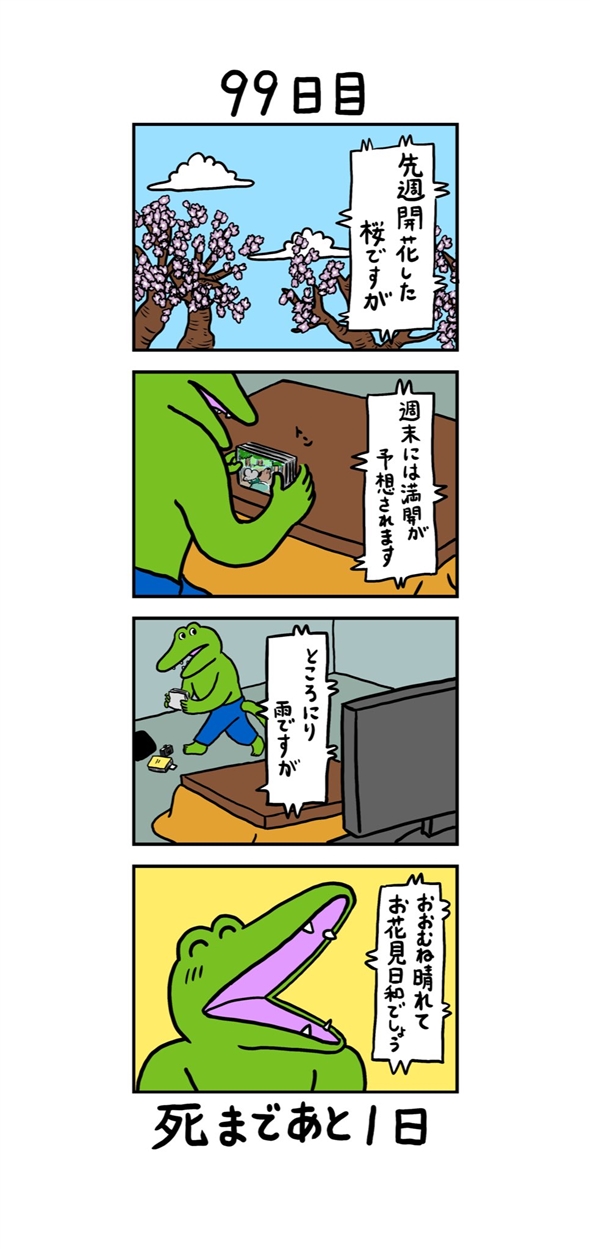 99日目
先週開花した
桜ですが
週末には満開が
予想されます
トン
ところにり
雨ですが
おおむね晴れて
お花見日和でしょう
死まであと1日